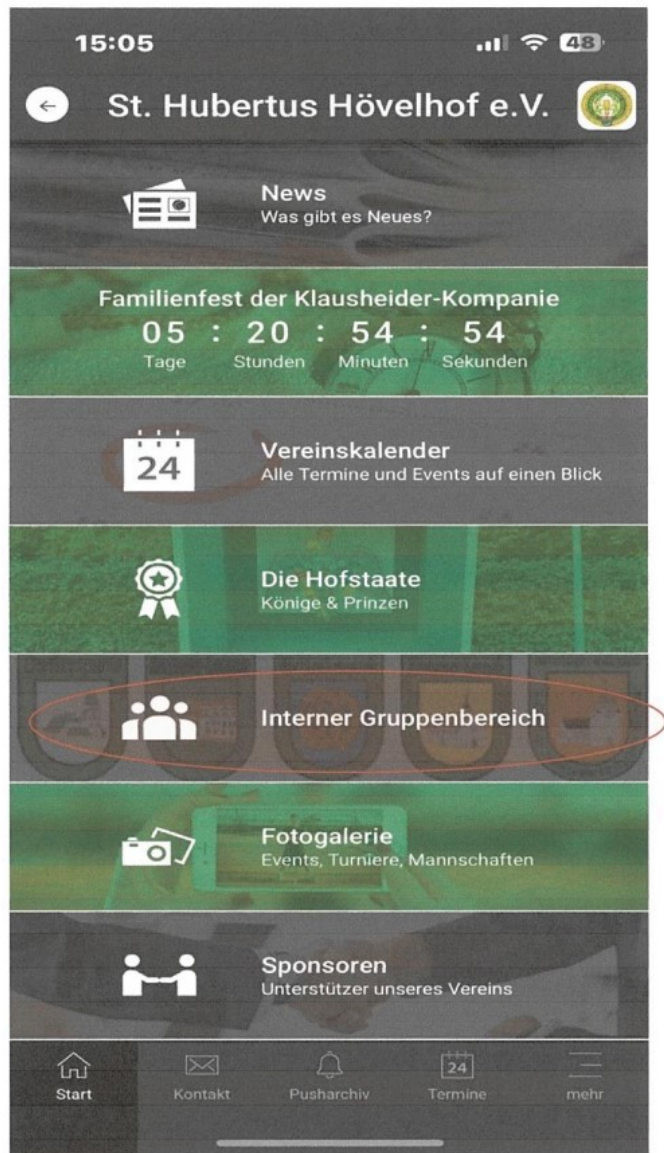 15:05
48
St. Hubertus Hövelhof e.V.
News
Was gibt es Neues?
Familienfest der Klausheider-Kompanie
05 : 20 : 54 : 54
Tage Stunden Minuten Sekunden
24
Vereinskalender
Alle Termine und Events auf einen Blick
Die Hofstaate
Könige & Prinzen
Interner Gruppenbereich
Fotogalerie
Events, Turniere, Mannschaften
Sponsoren
Unterstützer unseres Vereins
24
Start Kontakt Pusharchiv Termine mehr